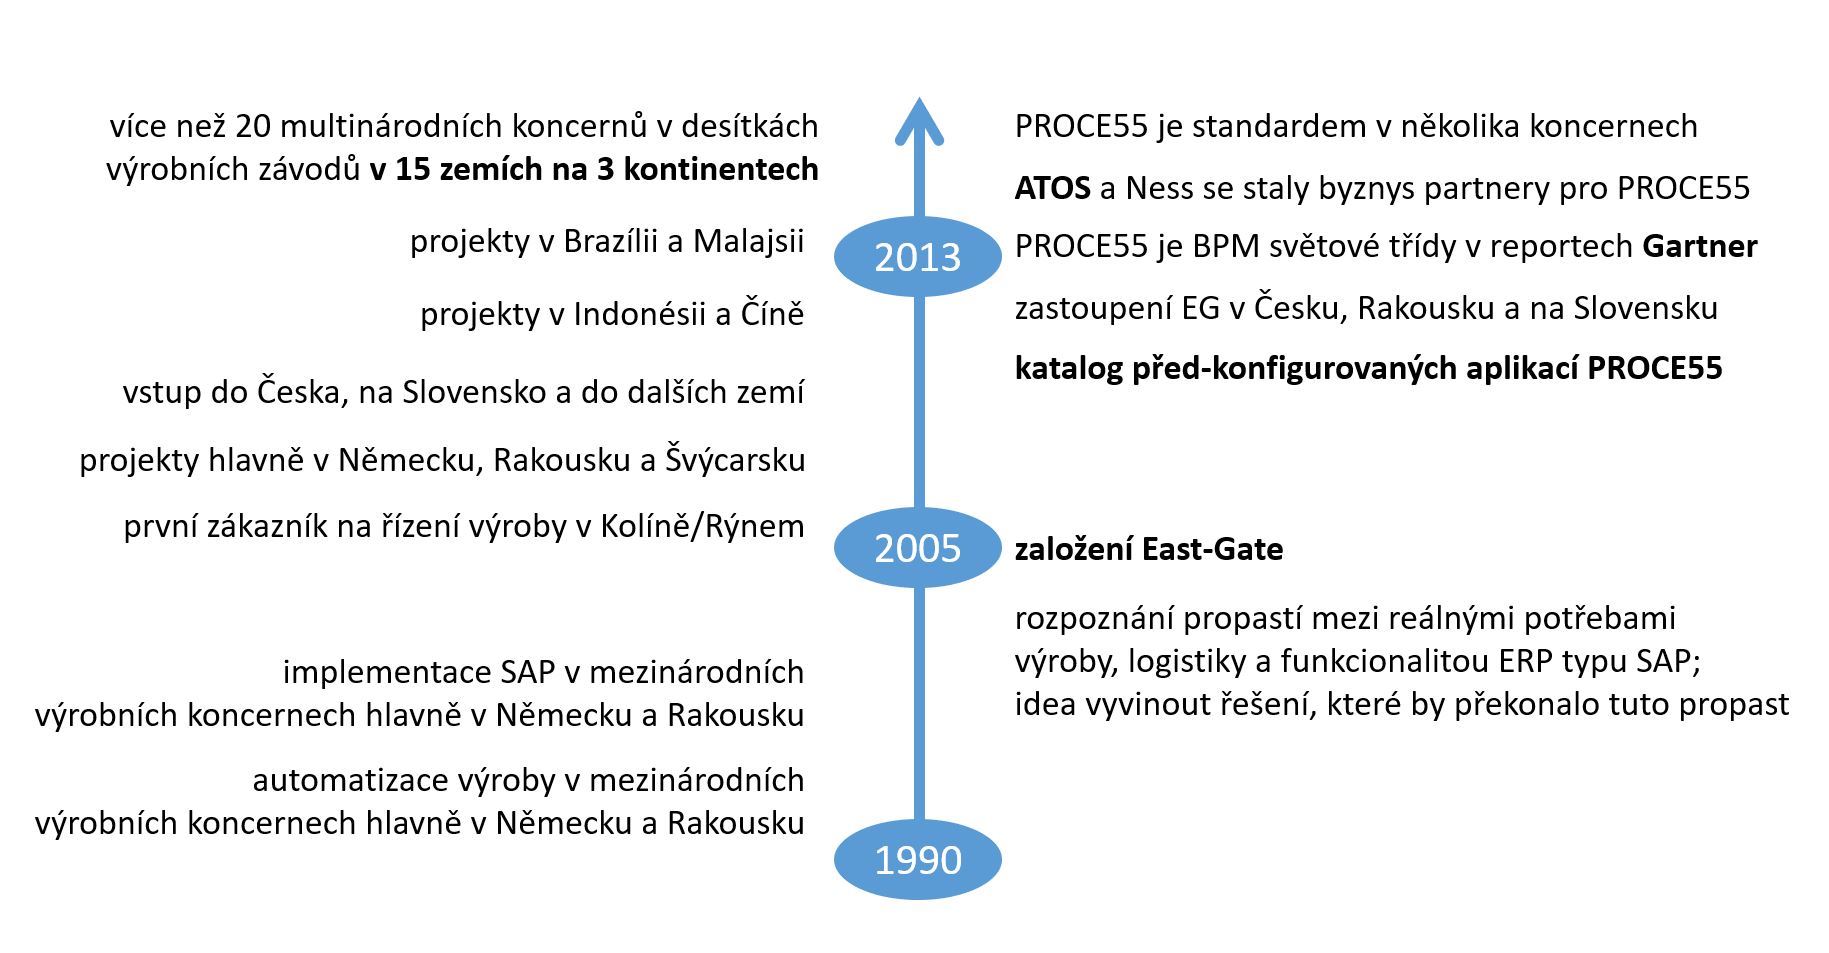 více než 20 multinárodních koncernů v desítkách
výrobních závodů v 15 zemích na 3 kontinentech
projekty v Brazílii a Malajsii
projekty v Indonésii a Číně
vstup do Česka, na Slovensko a do dalších zemí
projekty hlavně v Německu, Rakousku a Švýcarsku
první zákazník na řízení výroby v Kolíně/Rýnem
implementace SAP v mezinárodních
výrobních koncernech hlavně v Německu a Rakousku
automatizace výroby v mezinárodních
výrobních koncernech hlavně v Německu a Rakousku
2013
2005
1990
PROCE55 je standardem v několika koncernech
ATOS a Ness se staly byznys partnery pro PROCE55
PROCE55 je BPM světové třídy v reportech Gartner
zastoupení EG v Česku, Rakousku a na Slovensku
katalog před-konfigurovaných aplikací PROCE55
založení East-Gate
rozpoznání propastí mezi reálnými potřebami
výroby, logistiky a funkcionalitou ERP typu SAP;
idea vyvinout řešení, které by překonalo tuto propast